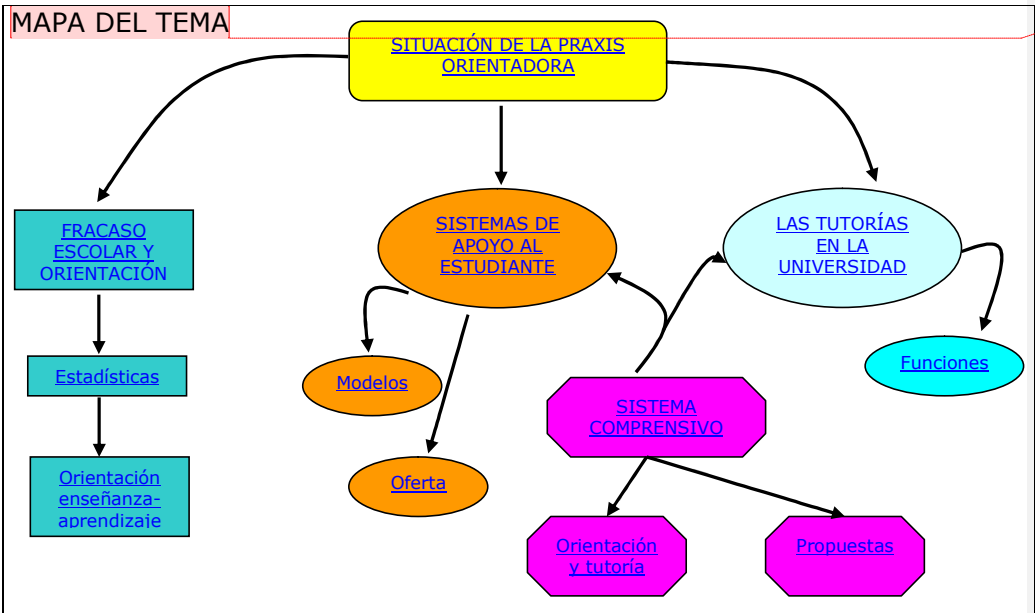 MAPA DEL TEMA
SITUACIÓN DE LA PRAXIS
ORIENTADORA
FRACASO
ESCOLAR Y
ORIENTACIÓN
SISTEMAS DE
APOYO AL
ESTUDIANTE
LAS TUTORÍAS
EN LA
UNIVERSIDAD
Estadísticas
Modelos
Funciones
SISTEMA
COMPRENSIVO
Orientación
enseñanza-
aprendizaje
Oferta
Orientación
y tutoría
Propuestas